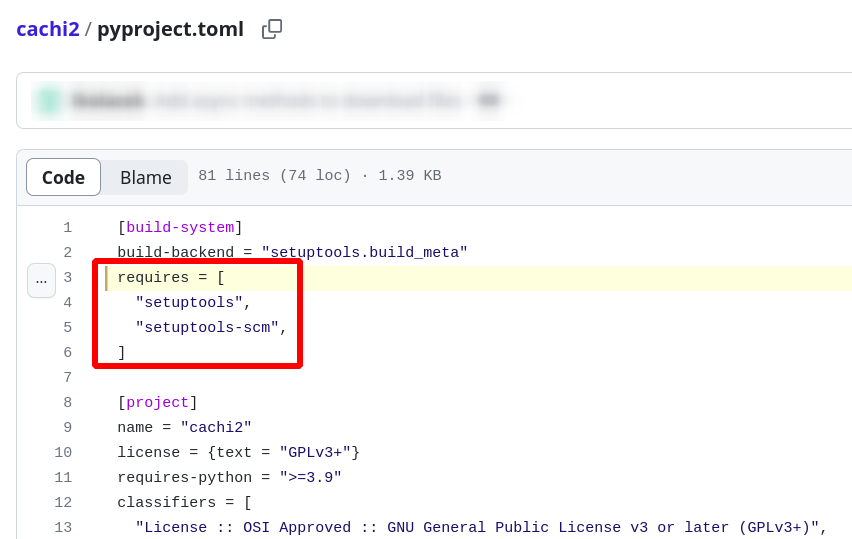 cachi2 / pyproject.toml
Code Blame 81 lines (74 loc) · 1.39 KB
1 [build-system]
2 build-backend = "setuptools.build_meta"
... 3 requires = [
4 "setuptools",
5 "setuptools-scm",
6 ]
7
8 [project]
9 name = "cachi2"
10 license = {text = "GPLv3+"}
11 requires-python = ">=3.9"
12 classifiers = [
13 "License :: OSI Approved :: GNU General Public License v3 or later (GPLv3+)",